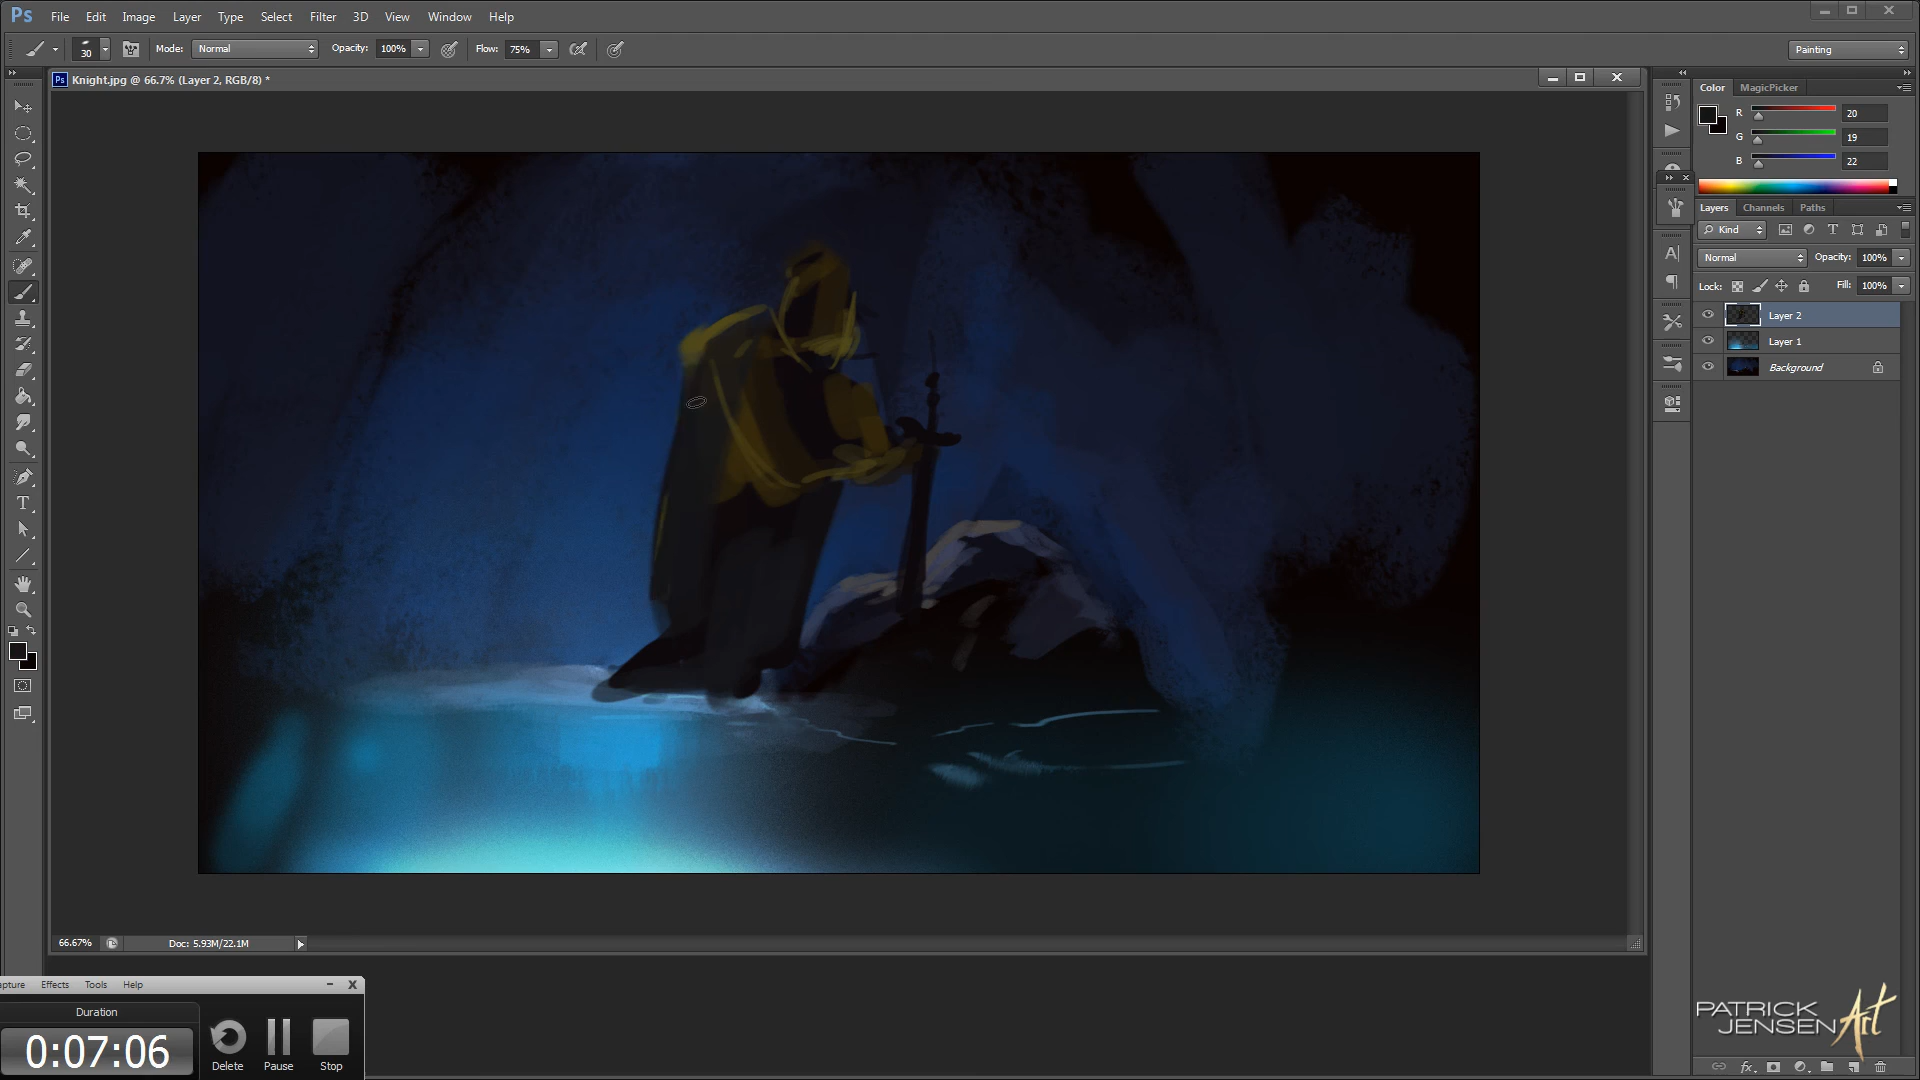 Ps File Edit Image Layer Type Select Filter 3D View Window Help
30 Mode: Normal Opacity: 100% Flow: 75% Painting
Ps Knight.jpg @ 66.7% (Layer 2, RGB/8) *
Color MagicPicker
R 20
G 19
B 22
Layers Channels Paths
Kind
Normal Opacity: 100%
Lock: Fill: 100%
Layer 2
Layer 1
Background
66.67% Doc: 5.93M/22.1M
apture Effects Tools Help
Duration
0:07:06
Delete Pause Stop
PATRICK
JENSEN Art